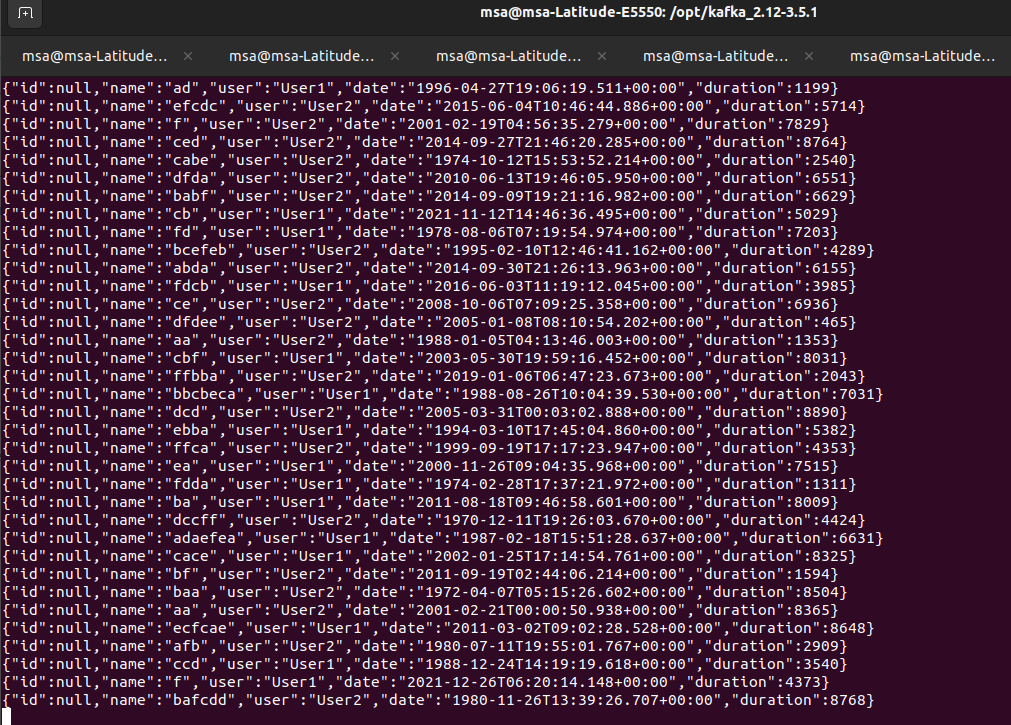 msa@msa-Latitude-E5550: /opt/kafka_2.12-3.5.1
msa@msa-Latitude... × msa@msa-Latitude... × msa@msa-Latitude... × msa@msa-Latitude... × msa@msa-Latitude...
{"id":null,"name":"ad","user":"User1","date":"1996-04-27T19:06:19.511+00:00","duration":1199}
{"id":null,"name":"efcdc","user":"User2","date":"2015-06-04T10:46:44.886+00:00","duration":5714}
{"id":null,"name":"f","user":"User2","date":"2001-02-19T04:56:35.279+00:00","duration":7829}
{"id":null,"name":"ced","user":"User2","date":"2014-09-27T21:46:20.285+00:00","duration":8764}
{"id":null,"name":"cabe","user":"User2","date":"1974-10-12T15:53:52.214+00:00","duration":2540}
{"id":null,"name":"dfda","user":"User2","date":"2010-06-13T19:46:05.950+00:00","duration":6551}
{"id":null,"name":"babf","user":"User2","date":"2014-09-09T19:21:16.982+00:00","duration":6629}
{"id":null,"name":"cb","user":"User1","date":"2021-11-12T14:46:36.495+00:00","duration":5029}
{"id":null,"name":"fd","user":"User1","date":"1978-08-06T07:19:54.974+00:00","duration":7203}
{"id":null,"name":"bcefeb","user":"User2","date":"1995-02-10T12:46:41.162+00:00","duration":4289}
{"id":null,"name":"abda","user":"User2","date":"2014-09-30T21:26:13.963+00:00","duration":6155}
{"id":null,"name":"fdcb","user":"User1","date":"2016-06-03T11:19:12.045+00:00","duration":3985}
{"id":null,"name":"ce","user":"User2","date":"2008-10-06T07:09:25.358+00:00","duration":6936}
{"id":null,"name":"dfdee","user":"User2","date":"2005-01-08T08:10:54.202+00:00","duration":465}
{"id":null,"name":"aa","user":"User2","date":"1988-01-05T04:13:46.003+00:00","duration":1353}
{"id":null,"name":"cbf","user":"User1","date":"2003-05-30T19:59:16.452+00:00","duration":8031}
{"id":null,"name":"ffbba","user":"User2","date":"2019-01-06T06:47:23.673+00:00","duration":2043}
{"id":null,"name":"bbcbeca","user":"User1","date":"1988-08-26T10:04:39.530+00:00","duration":7031}
{"id":null,"name":"dcd","user":"User2","date":"2005-03-31T00:03:02.888+00:00","duration":8890}
{"id":null,"name":"ebba","user":"User1","date":"1994-03-10T17:45:04.860+00:00","duration":5382}
{"id":null,"name":"ffca","user":"User2","date":"1999-09-19T17:17:23.947+00:00","duration":4353}
{"id":null,"name":"ea","user":"User1","date":"2000-11-26T09:04:35.968+00:00","duration":7515}
{"id":null,"name":"fdda","user":"User1","date":"1974-02-28T17:37:21.972+00:00","duration":1311}
{"id":null,"name":"ba","user":"User1","date":"2011-08-18T09:46:58.601+00:00","duration":8009}
{"id":null,"name":"dccff","user":"User2","date":"1970-12-11T19:26:03.670+00:00","duration":4424}
{"id":null,"name":"adaefea","user":"User1","date":"1987-02-18T15:51:28.637+00:00","duration":6631}
{"id":null,"name":"cace","user":"User1","date":"2002-01-25T17:14:54.761+00:00","duration":8325}
{"id":null,"name":"bf","user":"User2","date":"2011-09-19T02:44:06.214+00:00","duration":1594}
{"id":null,"name":"baa","user":"User2","date":"1972-04-07T05:15:26.602+00:00","duration":8504}
{"id":null,"name":"aa","user":"User2","date":"2001-02-21T00:00:50.938+00:00","duration":8365}
{"id":null,"name":"ecfcae","user":"User1","date":"2011-03-02T09:02:28.528+00:00","duration":8648}
{"id":null,"name":"afb","user":"User2","date":"1980-07-11T19:55:01.767+00:00","duration":2909}
{"id":null,"name":"ccd","user":"User1","date":"1988-12-24T14:19:19.618+00:00","duration":3540}
{"id":null,"name":"f","user":"User1","date":"2021-12-26T06:20:14.148+00:00","duration":4373}
{"id":null,"name":"bafcdd","user":"User2","date":"1980-11-26T13:39:26.707+00:00","duration":8768}